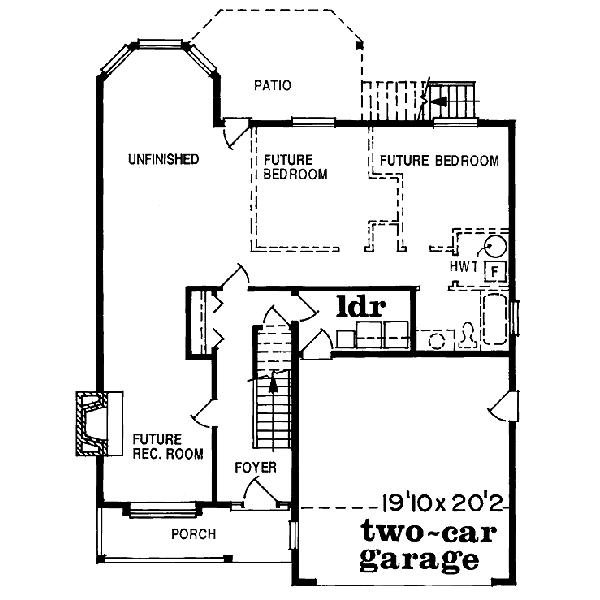 PATIO
UNFINISHED
FUTURE
BEDROOM
FUTURE BEDROOM
HWT
F
ldr
FUTURE
REC. ROOM
FOYER
19'10 x 20'2
two-car
garage
PORCH